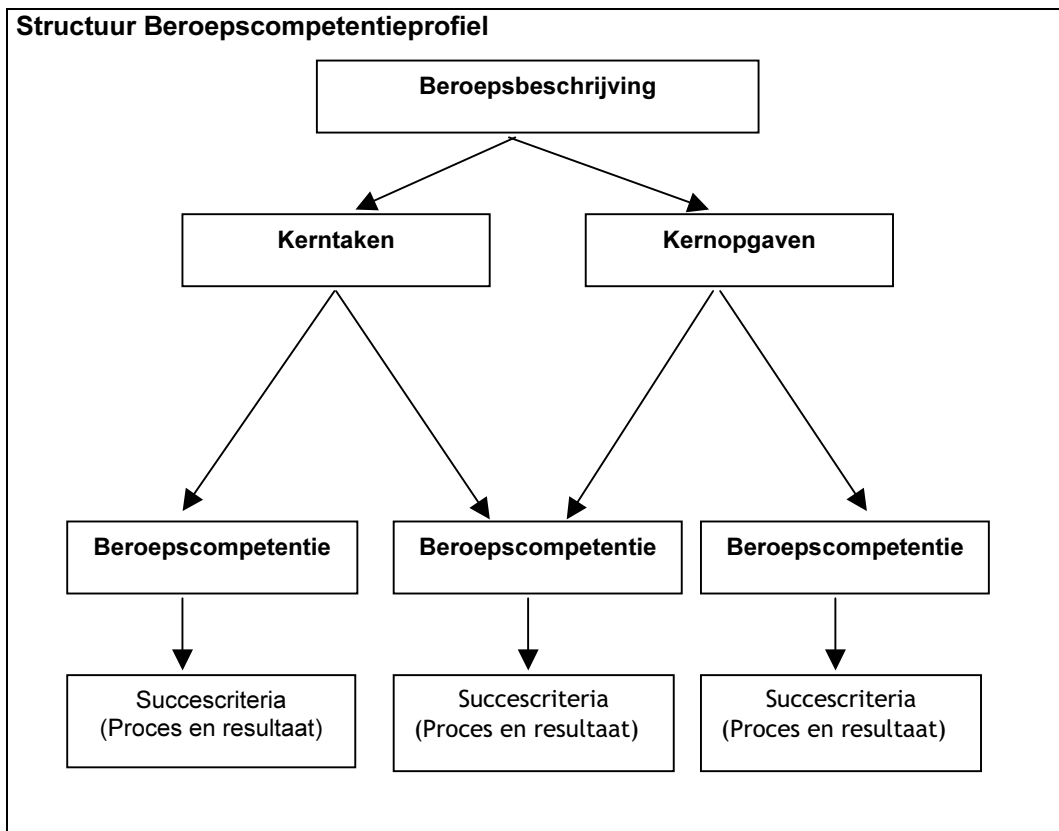 Structuur Beroepscompetentieprofiel
Beroepsbeschrijving
Kerntaken
Kernopgaven
Beroepscompetentie
Beroepscompetentie
Beroepscompetentie
Succescriteria
(Proces en resultaat)
Succescriteria
(Proces en resultaat)
Succescriteria
(Proces en resultaat)